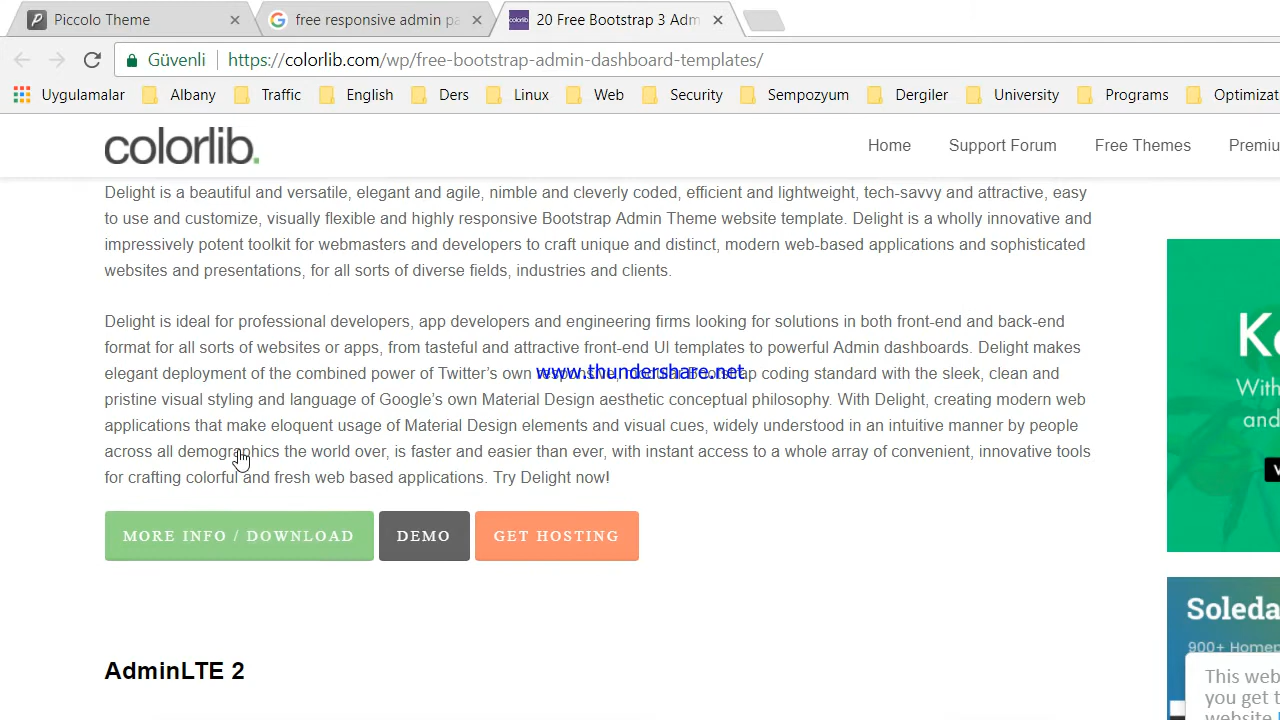 Piccolo Theme
free responsive admin pa
20 Free Bootstrap 3 Adm
Güvenli
https://colorlib.com/wp/free-bootstrap-admin-dashboard-templates/
Uygulamalar Albany Traffic English Ders Linux Web Security Sempozyum Dergiler University Programs Optimizat
colorlib.
Home Support Forum Free Themes Premiu
Delight is a beautiful and versatile, elegant and agile, nimble and cleverly coded, efficient and lightweight, tech-savvy and attractive, easy
to use and customize, visually flexible and highly responsive Bootstrap Admin Theme website template. Delight is a wholly innovative and
impressively potent toolkit for webmasters and developers to craft unique and distinct, modern web-based applications and sophisticated
websites and presentations, for all sorts of diverse fields, industries and clients.
Delight is ideal for professional developers, app developers and engineering firms looking for solutions in both front-end and back-end
format for all sorts of websites or apps, from tasteful and attractive front-end UI templates to powerful Admin dashboards. Delight makes
elegant deployment of the combined power of Twitter’s own responsive, modular Bootstrap coding standard with the sleek, clean and
www.thundershare.net
pristine visual styling and language of Google’s own Material Design aesthetic conceptual philosophy. With Delight, creating modern web
applications that make eloquent usage of Material Design elements and visual cues, widely understood in an intuitive manner by people
across all demographics the world over, is faster and easier than ever, with instant access to a whole array of convenient, innovative tools
for crafting colorful and fresh web based applications. Try Delight now!
MORE INFO / DOWNLOAD DEMO GET HOSTING
AdminLTE 2
With
and
Soleda
900+ Homep
This web
you get t
website